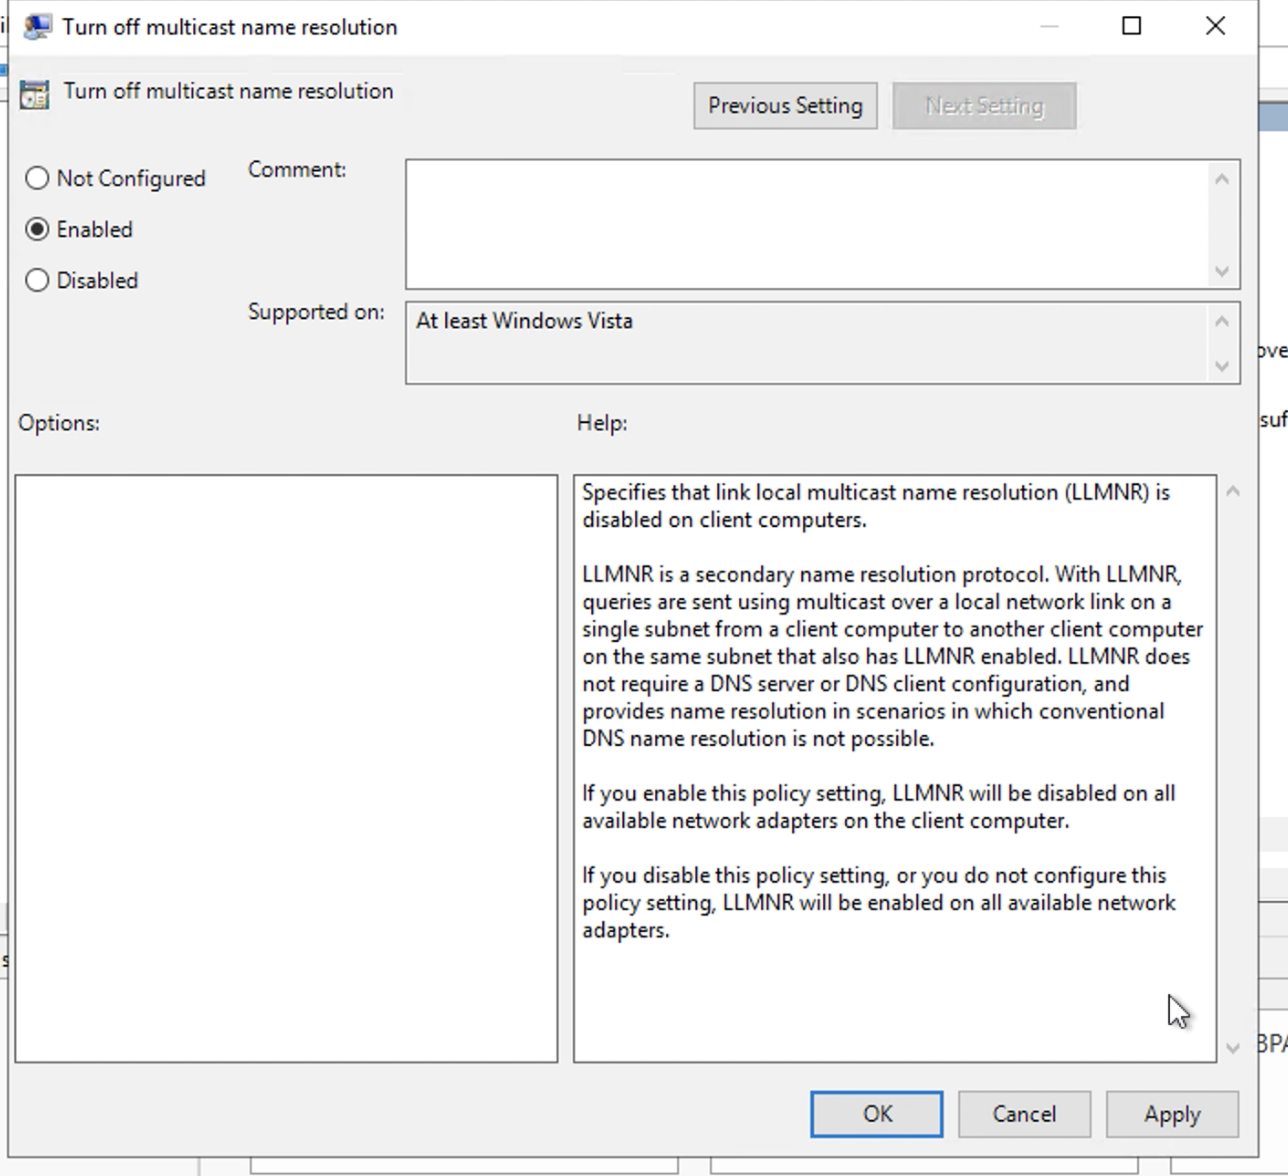 Turn off multicast name resolution
Turn off multicast name resolution
Previous Setting
Next Setting
Not Configured
Comment:
Enabled
Disabled
Supported on:
At least Windows Vista
Options:
Help:
Specifies that link local multicast name resolution (LLMNR) is
disabled on client computers.
LLMNR is a secondary name resolution protocol. With LLMNR,
queries are sent using multicast over a local network link on a
single subnet from a client computer to another client computer
on the same subnet that also has LLMNR enabled. LLMNR does
not require a DNS server or DNS client configuration, and
provides name resolution in scenarios in which conventional
DNS name resolution is not possible.
If you enable this policy setting, LLMNR will be disabled on all
available network adapters on the client computer.
If you disable this policy setting, or you do not configure this
policy setting, LLMNR will be enabled on all available network
adapters.
OK
Cancel
Apply